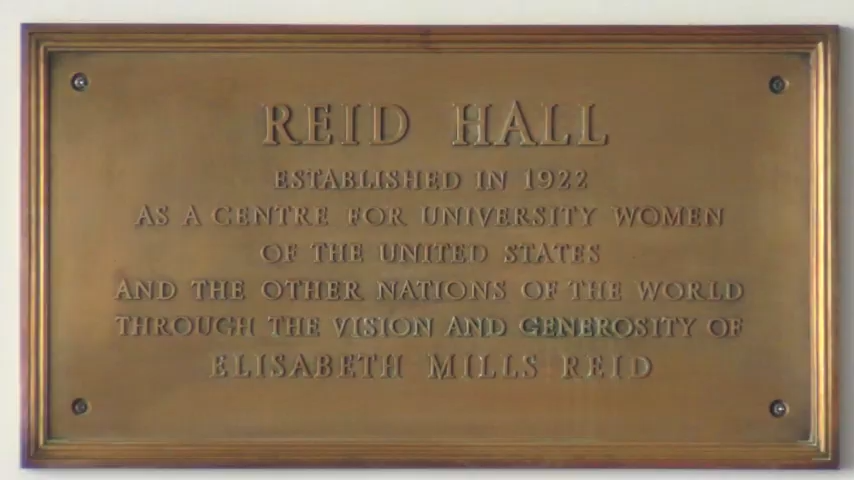 REID HALL
ESTABLISHED IN 1922
AS A CENTRE FOR UNIVERSITY WOMEN
OF THE UNITED STATES
AND THE OTHER NATIONS OF THE WORLD
THROUGH THE VISION AND GENEROSITY OF
ELISABETH MILLS REID